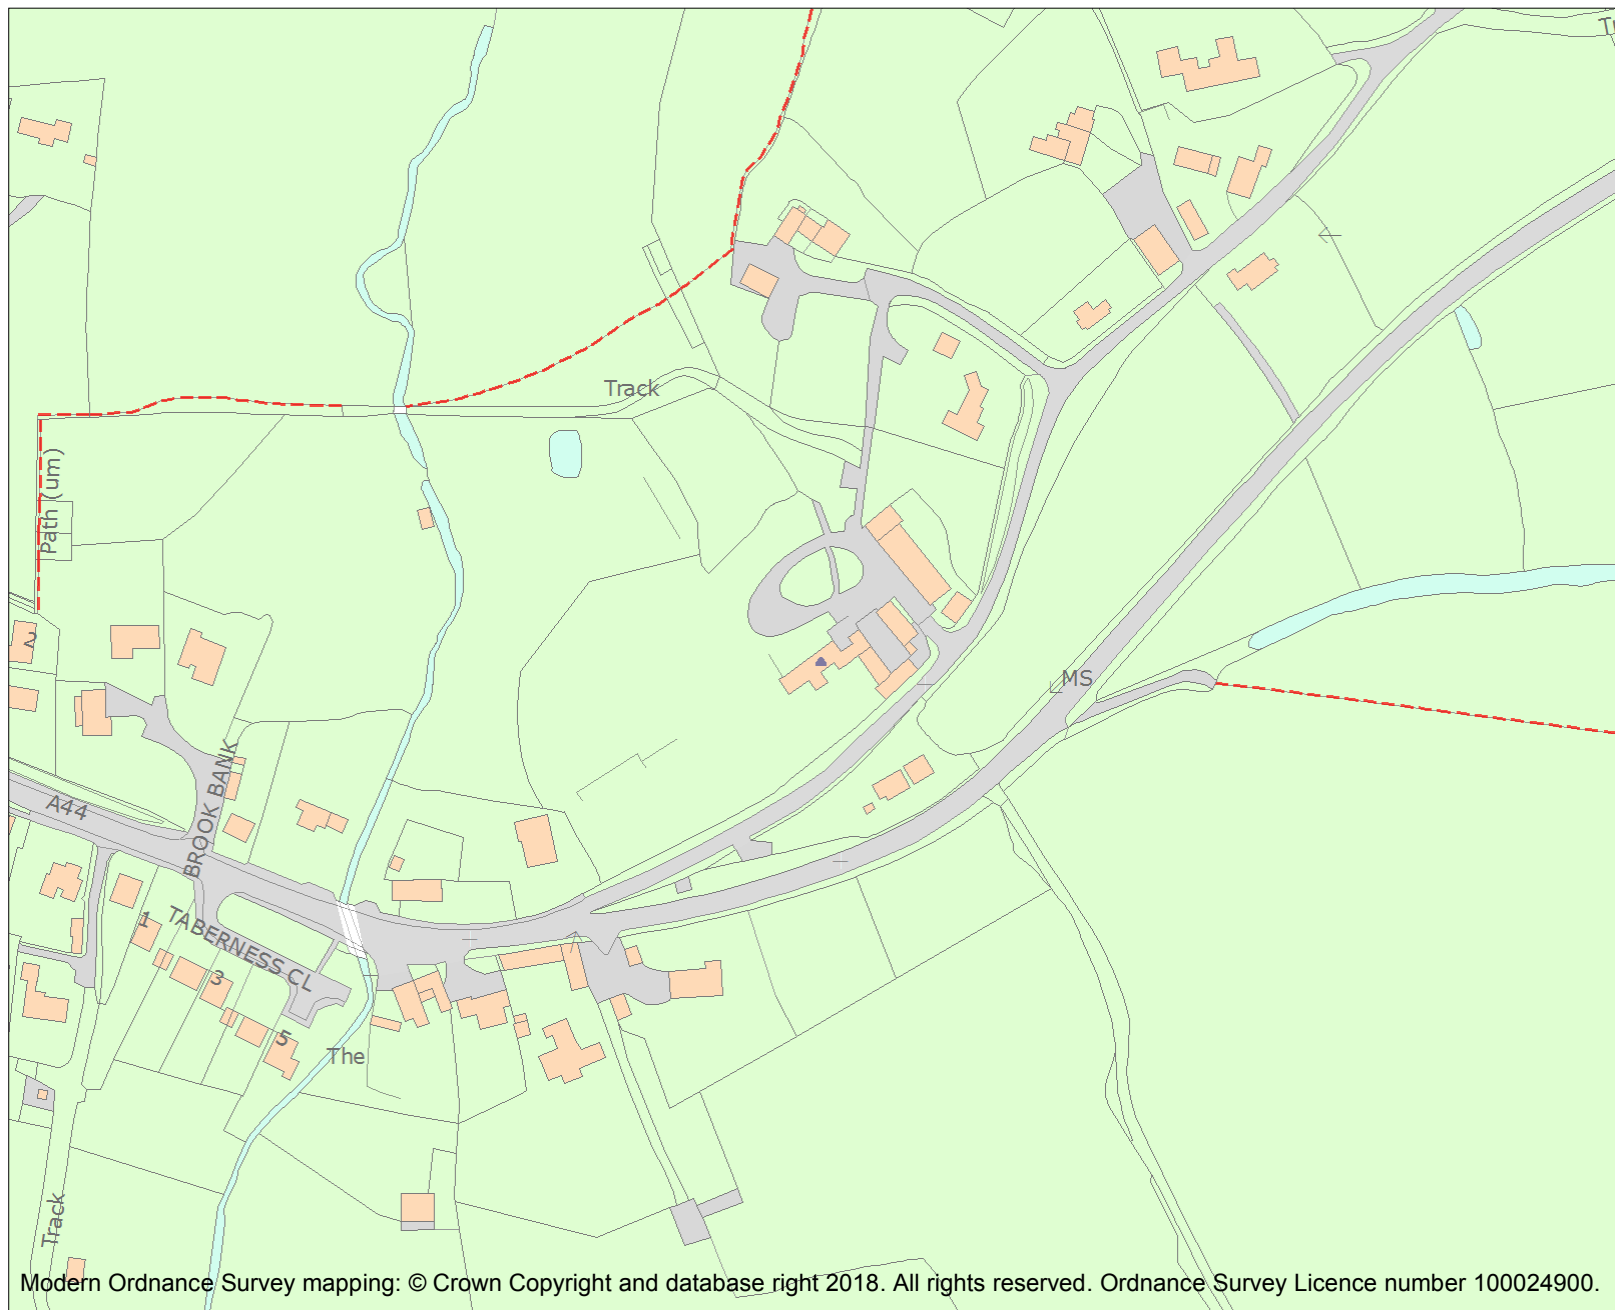 Track
Path (um)
2
MS
A44
BROOK BANK
TABERNESS CL
1
3
5
The
Track
Modern Ordnance Survey mapping: © Crown Copyright and database right 2018. All rights reserved. Ordnance Survey Licence number 100024900.